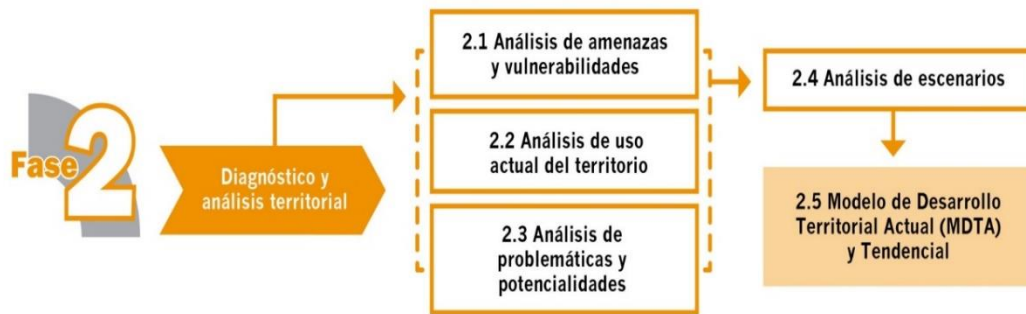 Fase 2
Diagnóstico y
análisis territorial
2.1 Análisis de amenazas
y vulnerabilidades
2.2 Análisis de uso
actual del territorio
2.3 Análisis de
problemáticas y
potencialidades
2.4 Análisis de escenarios
2.5 Modelo de Desarrollo
Territorial Actual (MDTA)
y Tendencial